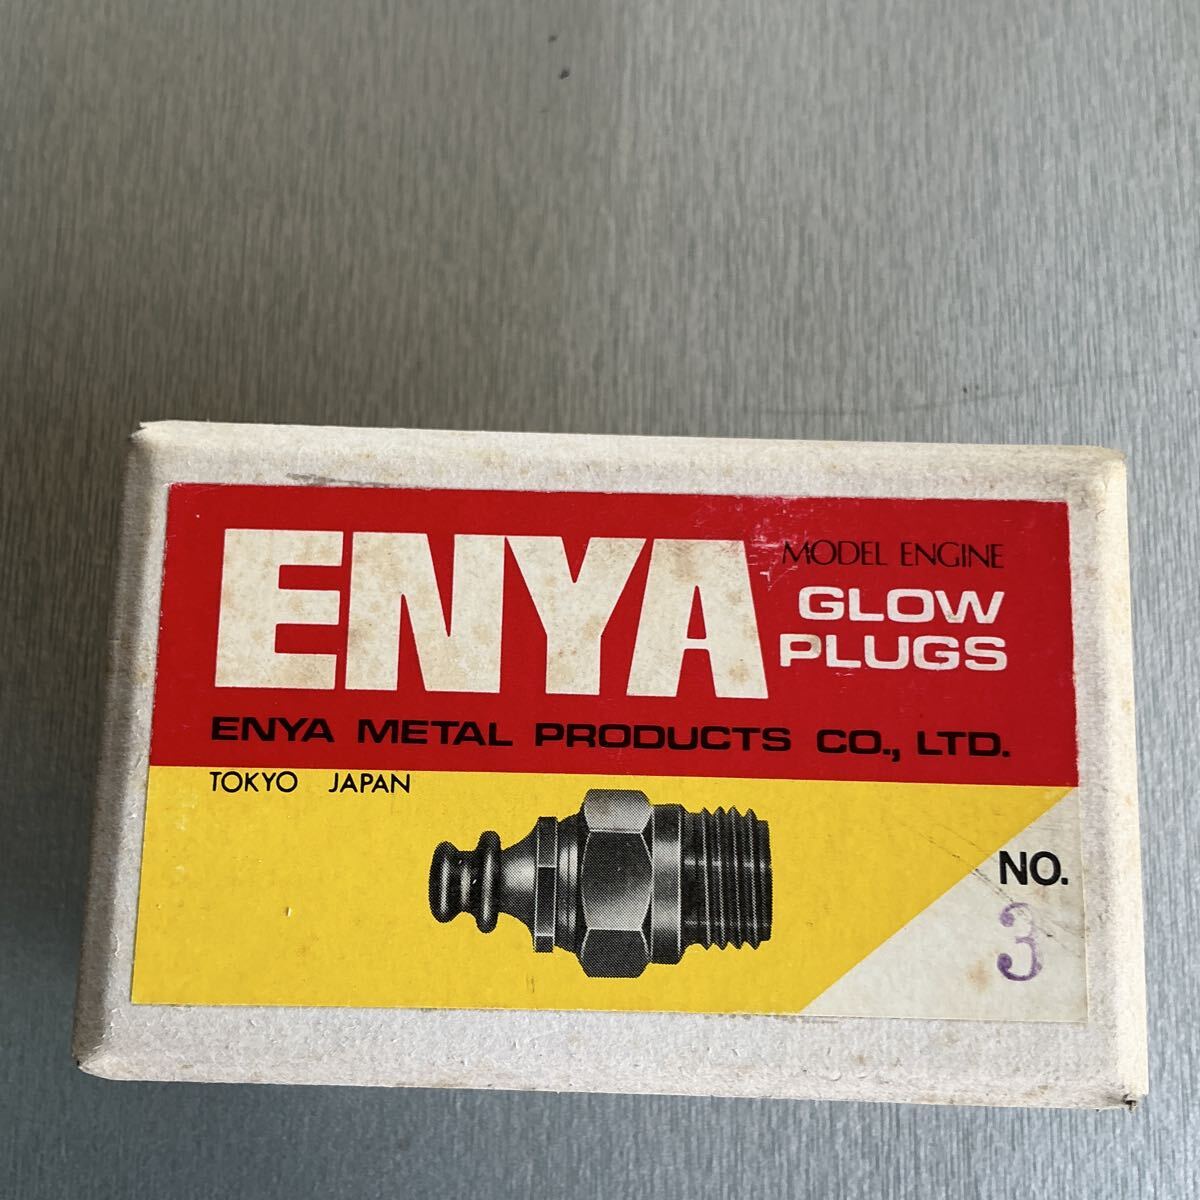 ENYA
MODEL ENGINE
GLOW
PLUGS
ENYA METAL PRODUCTS CO., LTD.
TOKYO JAPAN
NO.
3